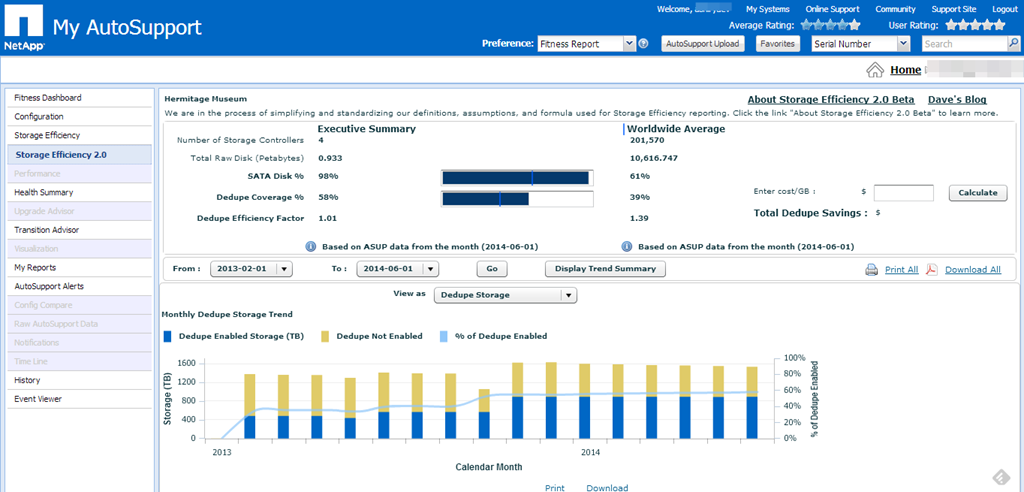 Welcome, My Systems Online Support Community Support Site Logout
NetApp My AutoSupport
Average Rating: User Rating:
Preference: Fitness Report AutoSupport Upload Favorites Serial Number Search
Home
Fitness Dashboard
Configuration
Storage Efficiency
Storage Efficiency 2.0
Performance
Health Summary
Upgrade Advisor
Transition Advisor
Visualization
My Reports
AutoSupport Alerts
Config Compare
Raw AutoSupport Data
Notifications
Time Line
History
Event Viewer
Hermitage Museum About Storage Efficiency 2.0 Beta Dave's Blog
We are in the process of simplifying and standardizing our definitions, assumptions, and formula used for Storage Efficiency reporting. Click the link "About Storage Efficiency 2.0 Beta" to learn more.
Executive Summary Worldwide Average
Number of Storage Controllers 4 201,570
Total Raw Disk (Petabytes) 0.933 10,616.747
SATA Disk % 98% 61%
Dedupe Coverage % 58% 39%
Dedupe Efficiency Factor 1.01 1.39
Enter cost/GB : $ Calculate
Total Dedupe Savings : $
Based on ASUP data from the month (2014-06-01) Based on ASUP data from the month (2014-06-01)
From : 2013-02-01 To : 2014-06-01 Go Display Trend Summary Print All Download All
View as Dedupe Storage
Monthly Dedupe Storage Trend
Dedupe Enabled Storage (TB) Dedupe Not Enabled % of Dedupe Enabled
Storage (TB)
1600
1200
800
400
0
100%
80%
60%
40%
20%
0%
% of Dedupe Enabled
2013 2014
Calendar Month
Print Download